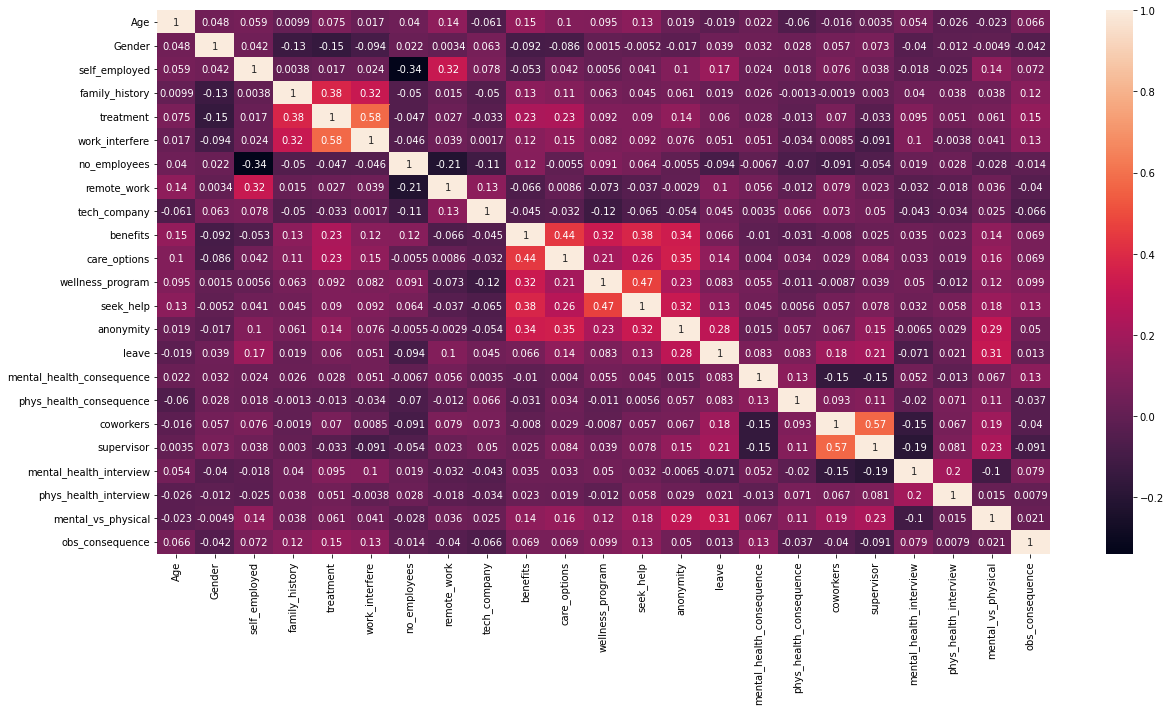 Age 1 0.048 0.059 0.0099 0.075 0.017 0.04 0.14 -0.061 0.15 0.1 0.095 0.13 0.019 -0.019 0.022 -0.06 -0.016 0.0035 0.054 -0.026 -0.023 0.066 1.0
Gender 0.048 1 0.042 -0.13 -0.15 -0.094 0.022 0.0034 0.063 -0.092 -0.086 0.0015 -0.0052 -0.017 0.039 0.032 0.028 0.057 0.073 -0.04 -0.012 -0.0049 -0.042
self_employed 0.059 0.042 1 0.0038 0.017 0.024 -0.34 0.32 0.078 -0.053 0.042 0.0056 0.041 0.1 0.17 0.024 0.018 0.076 0.038 -0.018 -0.025 0.14 0.072
family_history 0.0099 -0.13 0.0038 1 0.38 0.32 -0.05 0.015 -0.05 0.13 0.11 0.063 0.045 0.061 0.019 0.026 -0.0013 -0.0019 0.003 0.04 0.038 0.038 0.12 0.8
treatment 0.075 -0.15 0.017 0.38 1 0.58 -0.047 0.027 -0.033 0.23 0.23 0.092 0.09 0.14 0.06 0.028 -0.013 0.07 -0.033 0.095 0.051 0.061 0.15
work_interfere 0.017 -0.094 0.024 0.32 0.58 1 -0.046 0.039 0.0017 0.12 0.15 0.082 0.092 0.076 0.051 0.051 -0.034 0.0085 -0.091 0.1 -0.0038 0.041 0.13
no_employees 0.04 0.022 -0.34 -0.05 -0.047 -0.046 1 -0.21 -0.11 0.12 -0.0055 0.091 0.064 -0.0055 -0.094 -0.0067 -0.07 -0.091 -0.054 0.019 0.028 -0.028 -0.014
remote_work 0.14 0.0034 0.32 0.015 0.027 0.039 -0.21 1 0.13 -0.066 0.0086 -0.073 -0.037 -0.0029 0.1 0.056 -0.012 0.079 0.023 -0.032 -0.018 0.036 -0.04 0.6
tech_company -0.061 0.063 0.078 -0.05 -0.033 0.0017 -0.11 0.13 1 -0.045 -0.032 -0.12 -0.065 -0.054 0.045 0.0035 0.066 0.073 0.05 -0.043 -0.034 0.025 -0.066
benefits 0.15 -0.092 -0.053 0.13 0.23 0.12 0.12 -0.066 -0.045 1 0.44 0.32 0.38 0.34 0.066 -0.01 -0.031 -0.008 0.025 0.035 0.023 0.14 0.069
care_options 0.1 -0.086 0.042 0.11 0.23 0.15 -0.0055 0.0086 -0.032 0.44 1 0.21 0.26 0.35 0.14 0.004 0.034 0.029 0.084 0.033 0.019 0.16 0.069 0.4
wellness_program 0.095 0.0015 0.0056 0.063 0.092 0.082 0.091 -0.073 -0.12 0.32 0.21 1 0.47 0.23 0.083 0.055 -0.011 -0.0087 0.039 0.05 -0.012 0.12 0.099
seek_help 0.13 -0.0052 0.041 0.045 0.09 0.092 0.064 -0.037 -0.065 0.38 0.26 0.47 1 0.32 0.13 0.045 0.0056 0.057 0.078 0.032 0.058 0.18 0.13
anonymity 0.019 -0.017 0.1 0.061 0.14 0.076 -0.0055 -0.0029 -0.054 0.34 0.35 0.23 0.32 1 0.28 0.015 0.057 0.067 0.15 -0.0065 0.029 0.29 0.05 0.2
leave -0.019 0.039 0.17 0.019 0.06 0.051 -0.094 0.1 0.045 0.066 0.14 0.083 0.13 0.28 1 0.083 0.083 0.18 0.21 -0.071 0.021 0.31 0.013
mental_health_consequence 0.022 0.032 0.024 0.026 0.028 0.051 -0.0067 0.056 0.0035 -0.01 0.004 0.055 0.045 0.015 0.083 1 0.13 -0.15 -0.15 0.052 -0.013 0.067 0.13
phys_health_consequence -0.06 0.028 0.018 -0.0013 -0.013 -0.034 -0.07 -0.012 0.066 -0.031 0.034 -0.011 0.0056 0.057 0.083 0.13 1 0.093 0.11 -0.02 0.071 0.11 -0.037 0.0
coworkers -0.016 0.057 0.076 -0.0019 0.07 0.0085 -0.091 0.079 0.073 -0.008 0.029 -0.0087 0.057 0.067 0.18 -0.15 0.093 1 0.57 -0.15 0.067 0.19 -0.04
supervisor 0.0035 0.073 0.038 0.003 -0.033 -0.091 -0.054 0.023 0.05 0.025 0.084 0.039 0.078 0.15 0.21 -0.15 0.11 0.57 1 -0.19 0.081 0.23 -0.091
mental_health_interview 0.054 -0.04 -0.018 0.04 0.095 0.1 0.019 -0.032 -0.043 0.035 0.033 0.05 0.032 -0.0065 -0.071 0.052 -0.02 -0.15 -0.19 1 0.2 -0.1 0.079
phys_health_interview -0.026 -0.012 -0.025 0.038 0.051 -0.0038 0.028 -0.018 -0.034 0.023 0.019 -0.012 0.058 0.029 0.021 -0.013 0.071 0.067 0.081 0.2 1 0.015 0.0079 −0.2
mental_vs_physical -0.023 -0.0049 0.14 0.038 0.061 0.041 -0.028 0.036 0.025 0.14 0.16 0.12 0.18 0.29 0.31 0.067 0.11 0.19 0.23 -0.1 0.015 1 0.021
obs_consequence 0.066 -0.042 0.072 0.12 0.15 0.13 -0.014 -0.04 -0.066 0.069 0.069 0.099 0.13 0.05 0.013 0.13 -0.037 -0.04 -0.091 0.079 0.0079 0.021 1
Age
Gender
self_employed
family_history
treatment
work_interfere
no_employees
remote_work
tech_company
benefits
care_options
wellness_program
seek_help
anonymity
leave
mental_health_consequence
phys_health_consequence
coworkers
supervisor
mental_health_interview
phys_health_interview
mental_vs_physical
obs_consequence